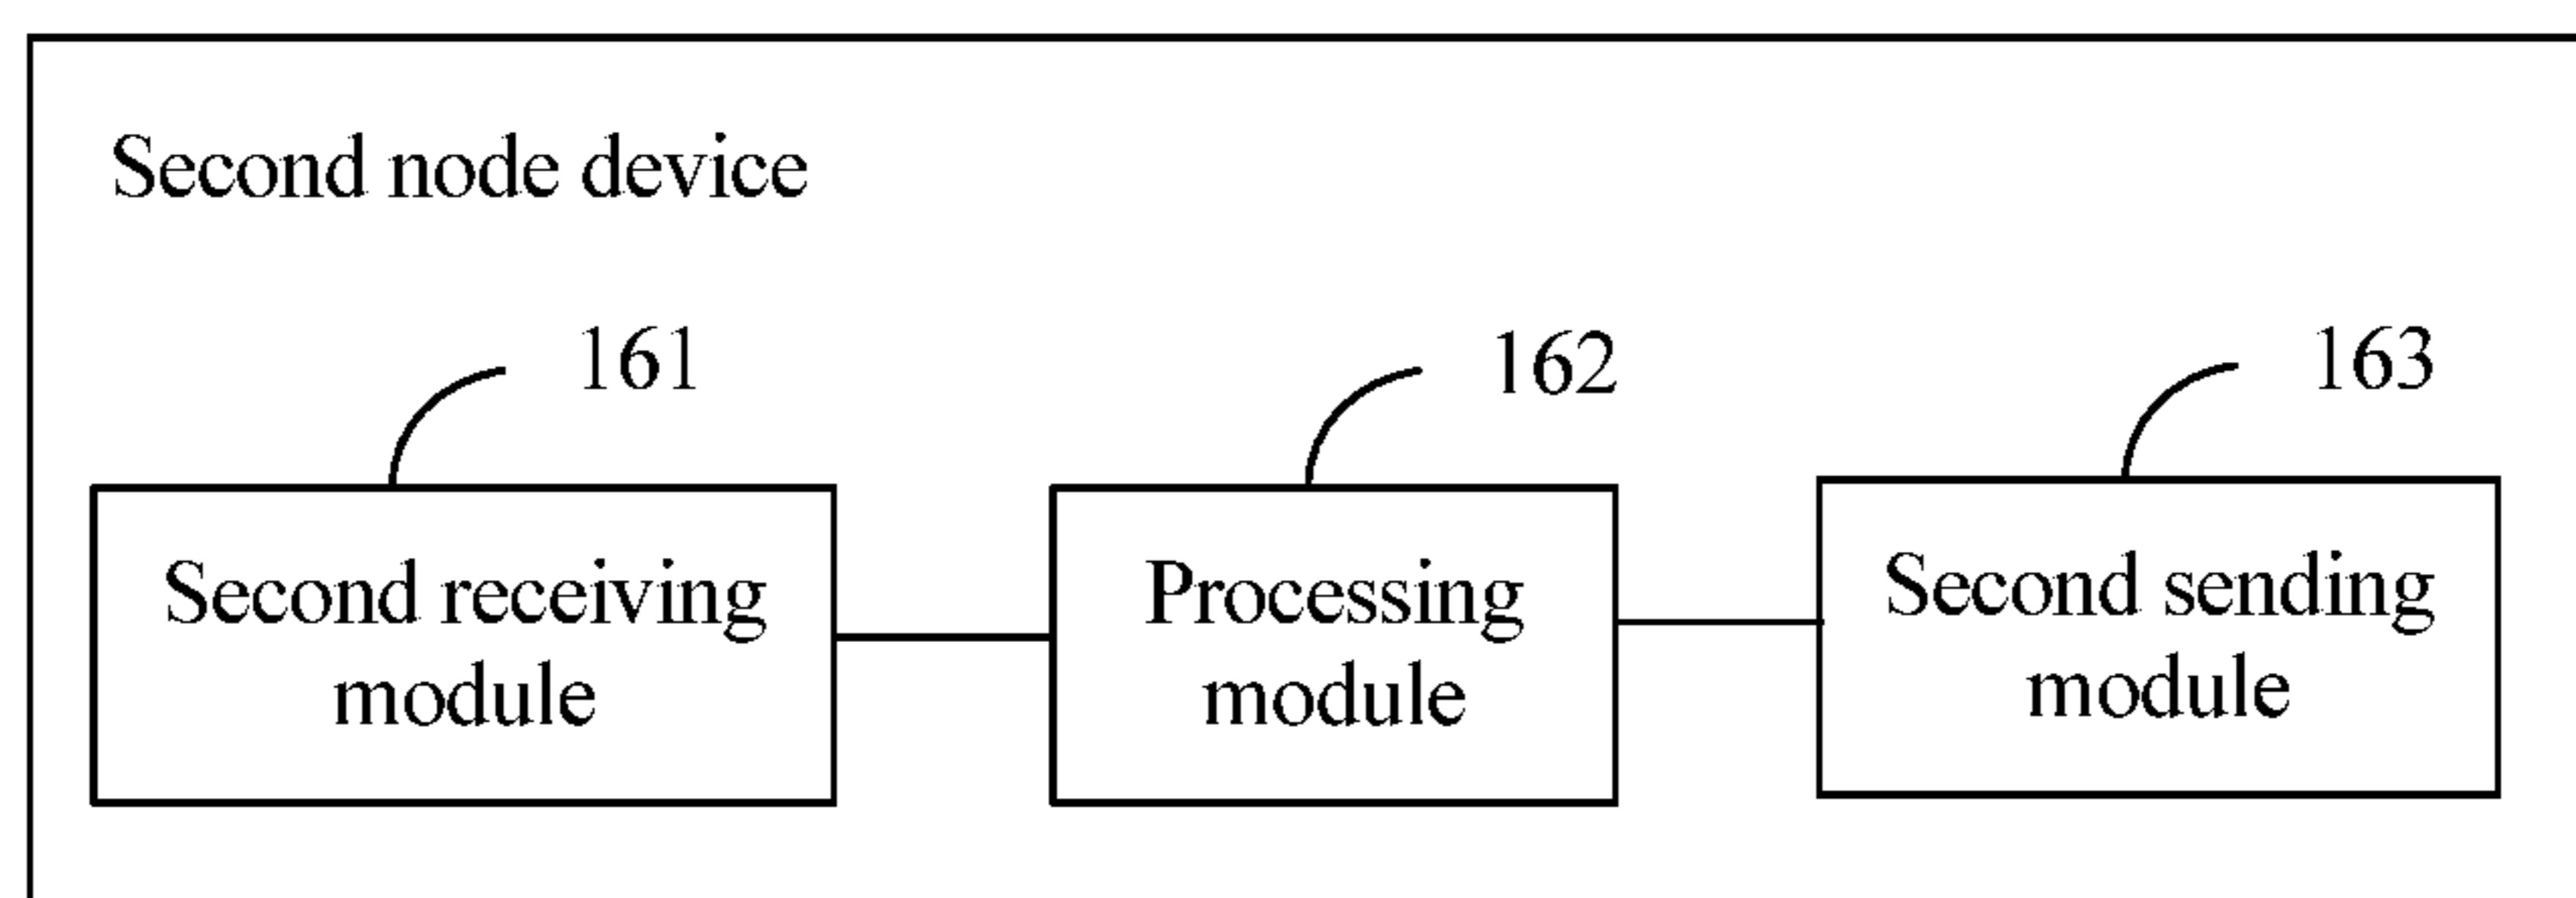 Second node device
161
162
163
Second receiving
module
Processing
module
Second sending
module